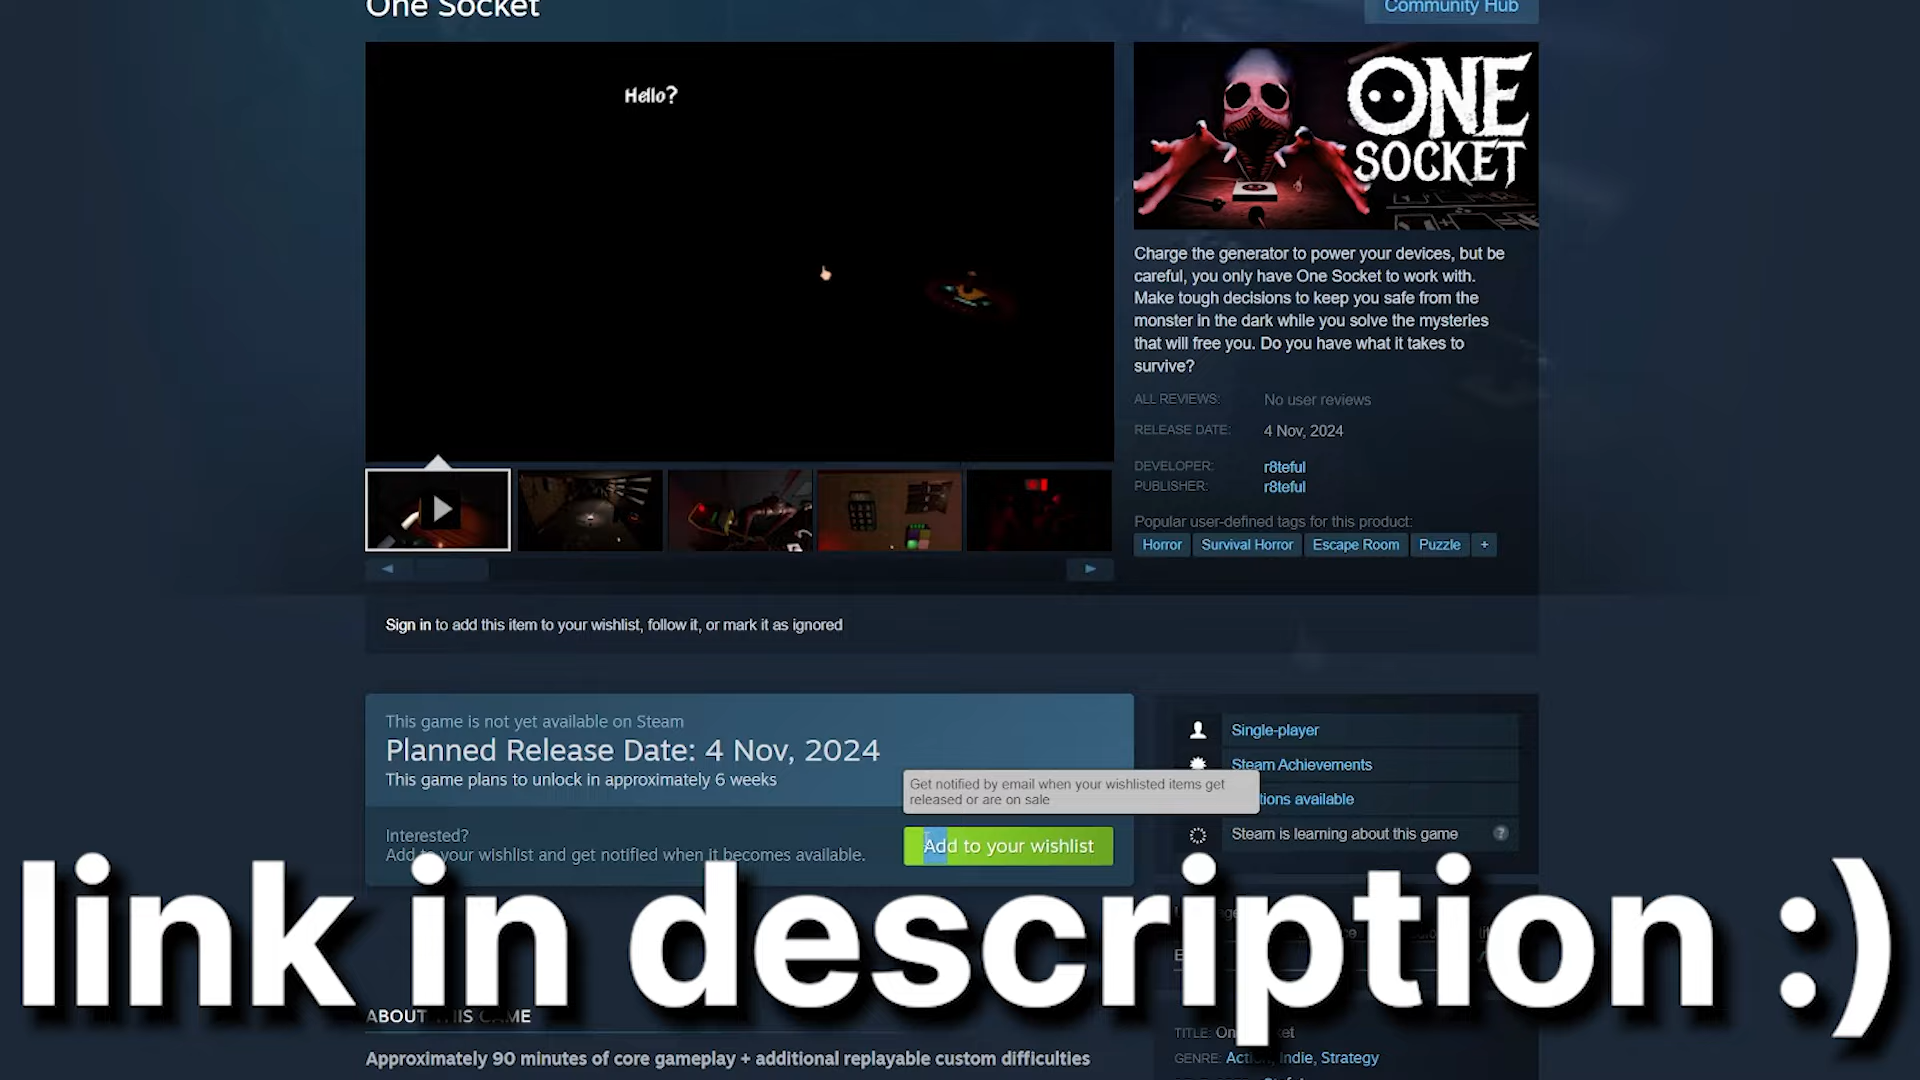 One Socket
Community Hub
Hello?
ONE
SOCKET
Charge the generator to power your devices, but be
careful, you only have One Socket to work with.
Make tough decisions to keep you safe from the
monster in the dark while you solve the mysteries
that will free you. Do you have what it takes to
survive?
ALL REVIEWS: No user reviews
RELEASE DATE: 4 Nov, 2024
DEVELOPER: r8teful
PUBLISHER: r8teful
Popular user-defined tags for this product:
Horror Survival Horror Escape Room Puzzle +
Sign in to add this item to your wishlist, follow it, or mark it as ignored
This game is not yet available on Steam
Planned Release Date: 4 Nov, 2024
This game plans to unlock in approximately 6 weeks
Get notified by email when your wishlisted items get
released or are on sale
Interested?
Add to your wishlist and get notified when it becomes available.
Add to your wishlist
Single-player
Steam Achievements
tions available
Steam is learning about this game ?
link in description :)
ABOUT GAME
Approximately 90 minutes of core gameplay + additional replayable custom difficulties
TITLE:
GENRE: Action, Indie, Strategy